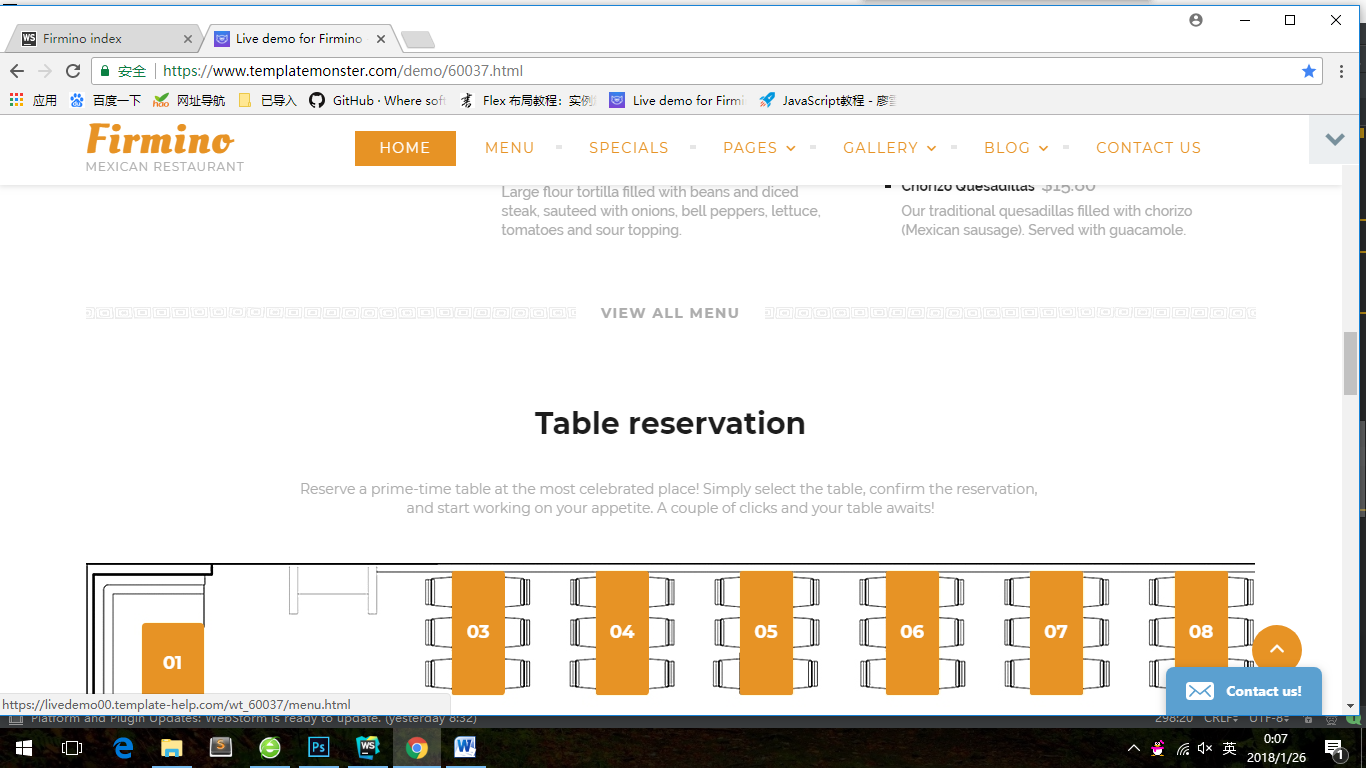 Firmino index
Live demo for Firmino
安全 https://www.templatemonster.com/demo/60037.html
应用 百度一下 网址导航 已导入 GitHub · Where soft Flex 布局教程：实例 Live demo for Firmi JavaScript教程 - 廖雪
Firmino
MEXICAN RESTAURANT
HOME MENU SPECIALS PAGES GALLERY BLOG CONTACT US
Large flour tortilla filled with beans and diced
steak, sauteed with onions, bell peppers, lettuce,
tomatoes and sour topping.
Chorizo Quesadillas $15.60
Our traditional quesadillas filled with chorizo
(Mexican sausage). Served with guacamole.
VIEW ALL MENU
Table reservation
Reserve a prime-time table at the most celebrated place! Simply select the table, confirm the reservation,
and start working on your appetite. A couple of clicks and your table awaits!
03 04 05 06 07 08
01
Contact us!
https://livedemo00.template-help.com/wt_60037/menu.html
Platform and Plugin Updates: WebStorm is ready to update. (yesterday 8:32)
298:20 CRLF UTF-8
英
0:07
2018/1/26
1